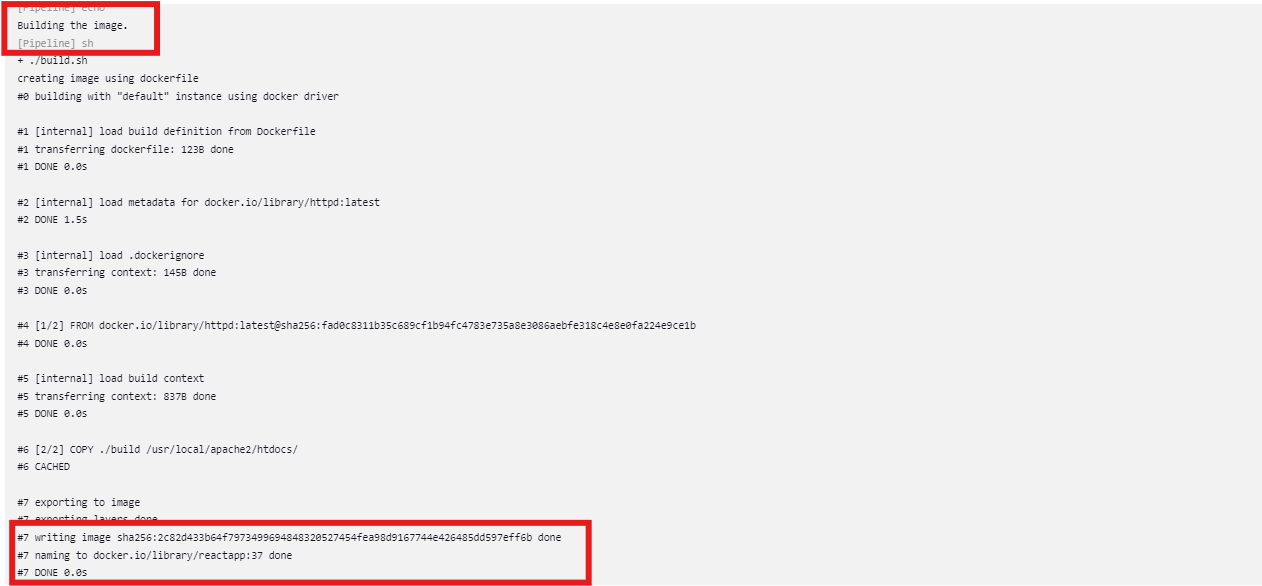 [Pipeline] echo
Building the image.
[Pipeline] sh
+ ./build.sh
creating image using dockerfile
#0 building with "default" instance using docker driver
#1 [internal] load build definition from Dockerfile
#1 transferring dockerfile: 123B done
#1 DONE 0.0s
#2 [internal] load metadata for docker.io/library/httpd:latest
#2 DONE 1.5s
#3 [internal] load .dockerignore
#3 transferring context: 145B done
#3 DONE 0.0s
#4 [1/2] FROM docker.io/library/httpd:latest@sha256:fad0c8311b35c689cf1b94fc4783e735a8e3086aebfe318c4e8e0fa224e9ce1b
#4 DONE 0.0s
#5 [internal] load build context
#5 transferring context: 837B done
#5 DONE 0.0s
#6 [2/2] COPY ./build /usr/local/apache2/htdocs/
#6 CACHED
#7 exporting to image
#7 exporting layers done
#7 writing image sha256:2c82d433b64f7973499694848320527454fea98d9167744e426485dd597eff6b done
#7 naming to docker.io/library/reactapp:37 done
#7 DONE 0.0s